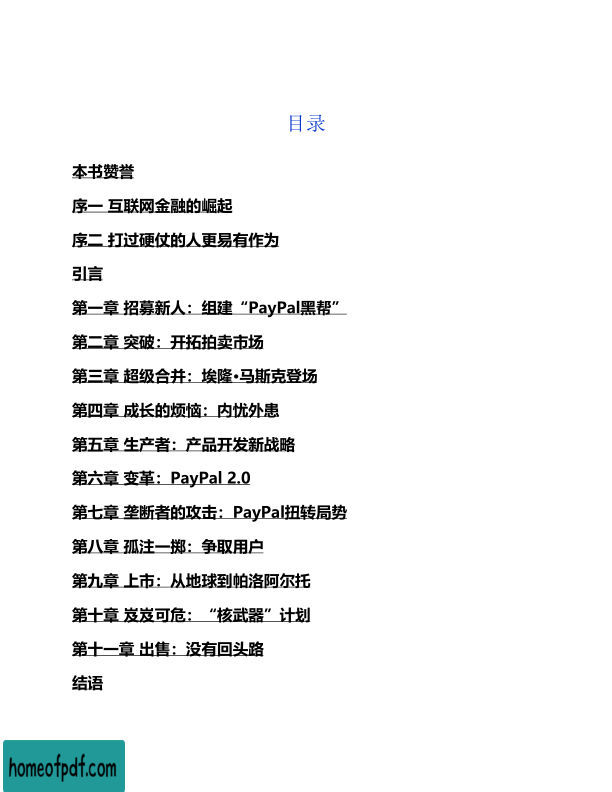 目录
本书赞誉
序一 互联网金融的崛起
序二 打过硬仗的人更易有作为
引言
第一章 招募新人：组建“PayPal黑帮”
第二章 突破：开拓拍卖市场
第三章 超级合并：埃隆•马斯克登场
第四章 成长的烦恼：内忧外患
第五章 生产者：产品开发新战略
第六章 变革：PayPal 2.0
第七章 垄断者的攻击：PayPal扭转局势
第八章 孤注一掷：争取用户
第九章 上市：从地球到帕洛阿尔托
第十章 岌岌可危：“核武器”计划
第十一章 出售：没有回头路
结语
homeofpdf.com